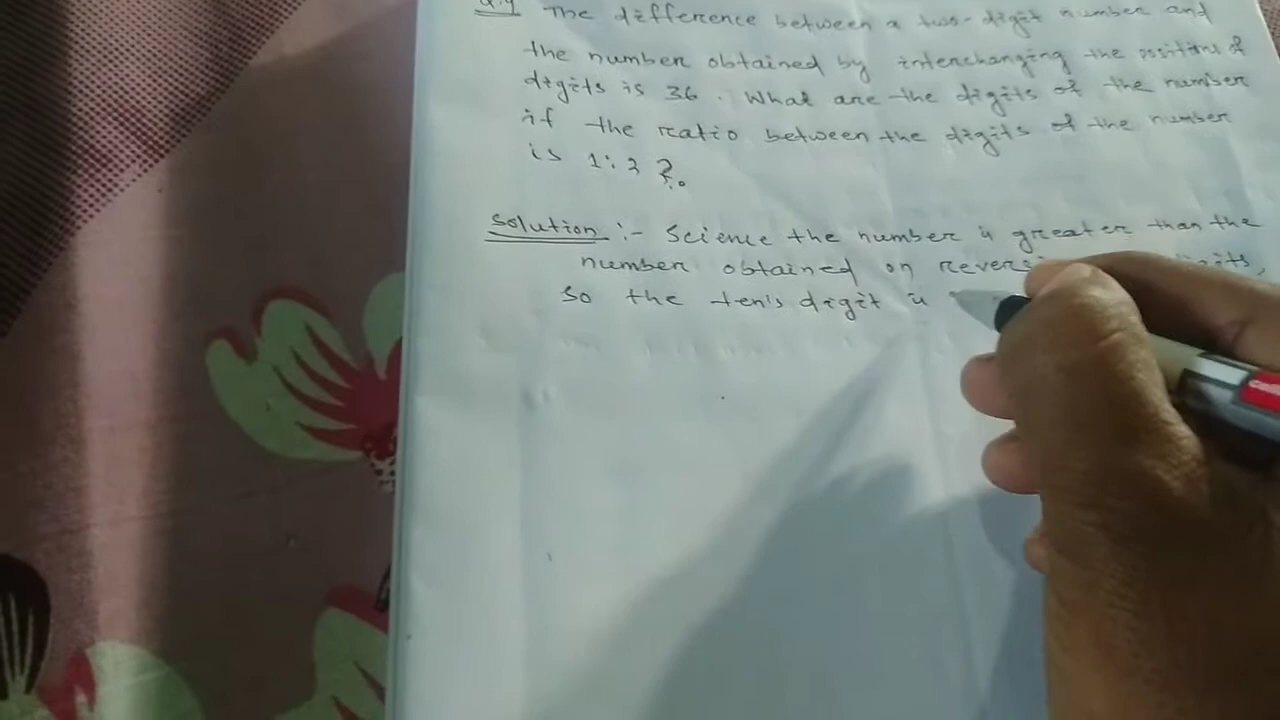 Q.4 The difference between a two-digit number and
the number obtained by interchanging the positions of
digits is 36. What are the digits of the number
if the ratio between the digits of the number
is 1:2 ?.
Solution :- Science the number is greater than the
number obtained on
so the ten's digit is